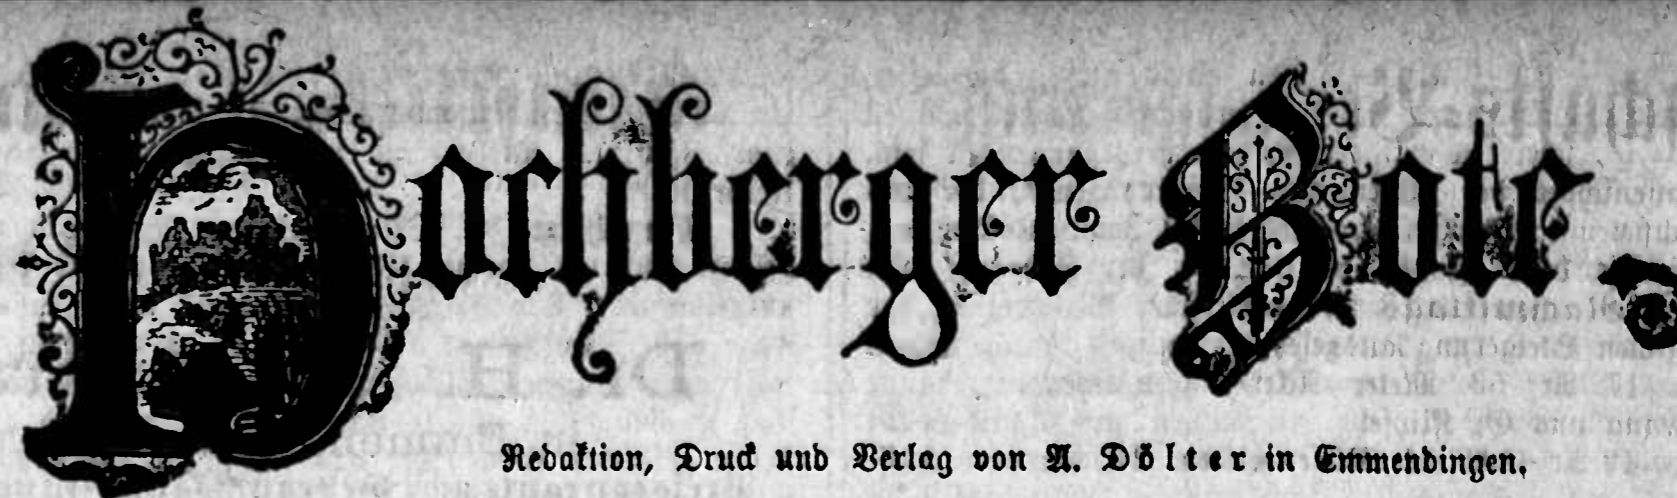 Hochberger Bote.
Redaktion, Druck und Verlag von A. Dölter in Emmendingen.